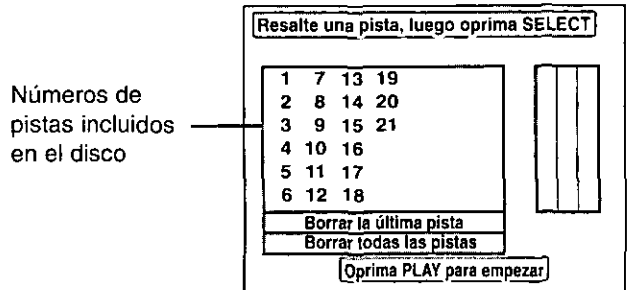 Resalte una pista, luego oprima SELECT
Números de
pistas incluidos
en el disco
1 7 13 19
2 8 14 20
3 9 15 21
4 10 16
5 11 17
6 12 18
Borrar la última pista
Borrar todas las pistas
Oprima PLAY para empezar